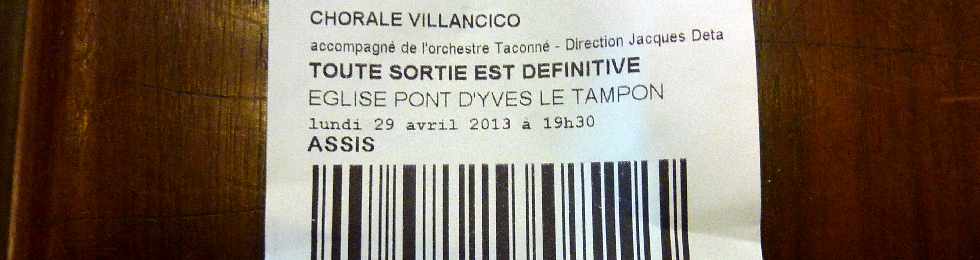 CHORALE VILLANCICO
accompagné de l'orchestre Taconné - Direction Jacques Deta
TOUTE SORTIE EST DEFINITIVE
EGLISE PONT D'YVES LE TAMPON
lundi 29 avril 2013 à 19h30
ASSIS